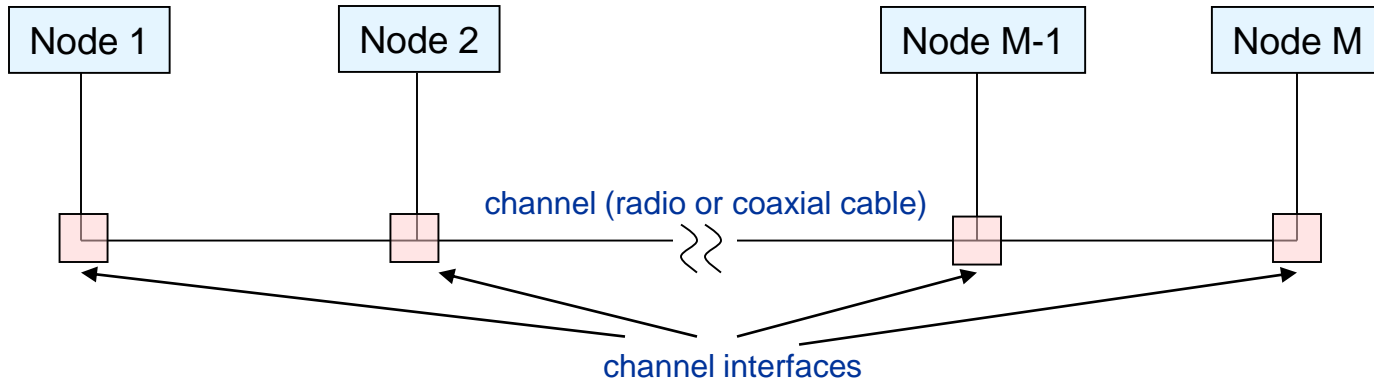 Node 1
Node 2
Node M-1
Node M
channel (radio or coaxial cable)
channel interfaces